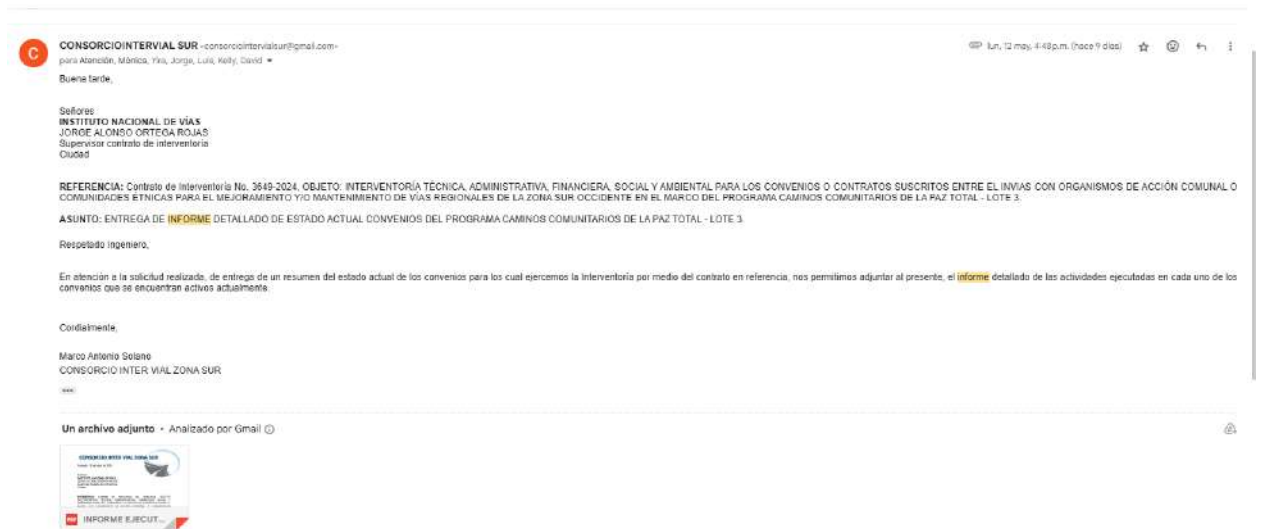 C
CONSORCIOINTERVIAL SUR <consorciointervialsur@gmail.com>
lun, 12 may, 4:48 p.m. (hace 9 días)
para Atención, Mónica, Yira, Jorge, Luis, Kelly, David
Buena tarde,
Señores
INSTITUTO NACIONAL DE VÍAS
JORGE ALONSO ORTEGA ROJAS
Supervisor contrato de interventoría
Ciudad
REFERENCIA: Contrato de Interventoría No. 3649-2024, OBJETO: INTERVENTORÍA TÉCNICA, ADMINISTRATIVA, FINANCIERA, SOCIAL Y AMBIENTAL PARA LOS CONVENIOS O CONTRATOS SUSCRITOS ENTRE EL INVIAS CON ORGANISMOS DE ACCIÓN COMUNAL O
COMUNIDADES ÉTNICAS PARA EL MEJORAMIENTO Y/O MANTENIMIENTO DE VÍAS REGIONALES DE LA ZONA SUR OCCIDENTE EN EL MARCO DEL PROGRAMA CAMINOS COMUNITARIOS DE LA PAZ TOTAL - LOTE 3.
ASUNTO: ENTREGA DE INFORME DETALLADO DE ESTADO ACTUAL CONVENIOS DEL PROGRAMA CAMINOS COMUNITARIOS DE LA PAZ TOTAL - LOTE 3
Respetado ingeniero,
En atención a la solicitud realizada, de entrega de un resumen del estado actual de los convenios para los cual ejercemos la Interventoría por medio del contrato en referencia, nos permitimos adjuntar al presente, el informe detallado de las actividades ejecutadas en cada uno de los
convenios que se encuentran activos actualmente.
Cordialmente,
Marco Antonio Solano
CONSORCIO INTER VIAL ZONA SUR
Un archivo adjunto • Analizado por Gmail
CONSORCIO INTER VIAL ZONA SUR
PDF
INFORME EJECUT...